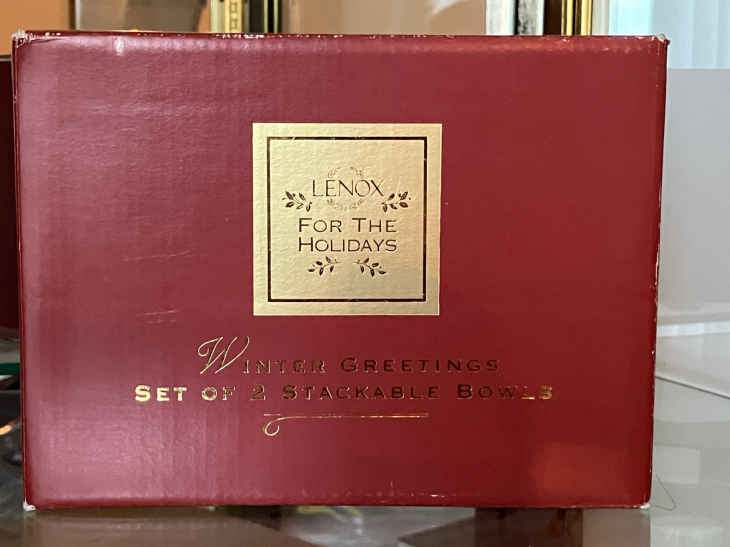 LENOX
FOR THE
HOLIDAYS
WINTER GREETINGS
SET OF 2 STACKABLE BOWLS